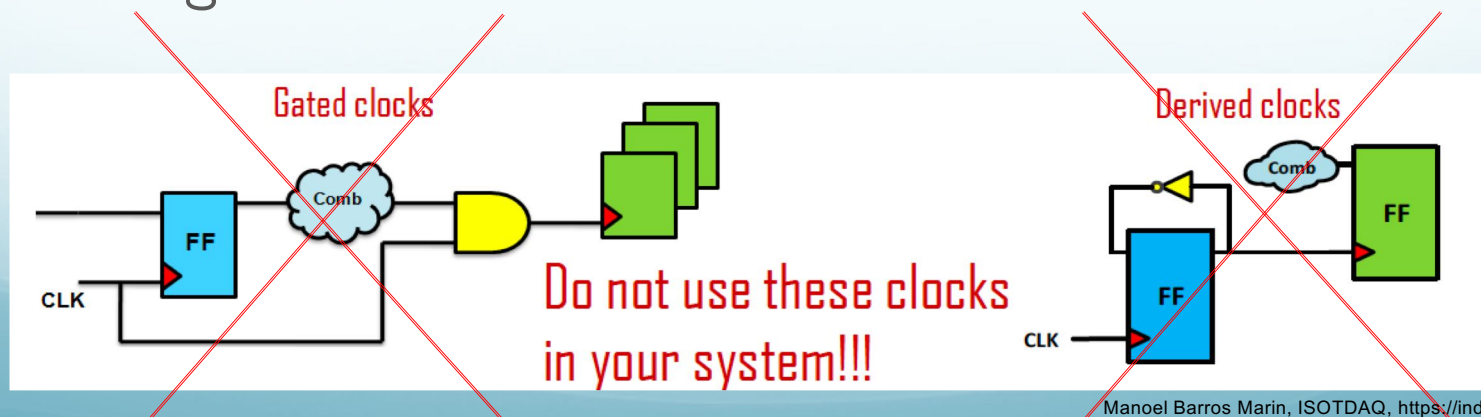 Gated clocks
Comb
FF
CLK
Do not use these clocks
in your system!!!
Derived clocks
Comb
FF
FF
CLK
Manoel Barros Marin, ISOTDAQ, https://ind